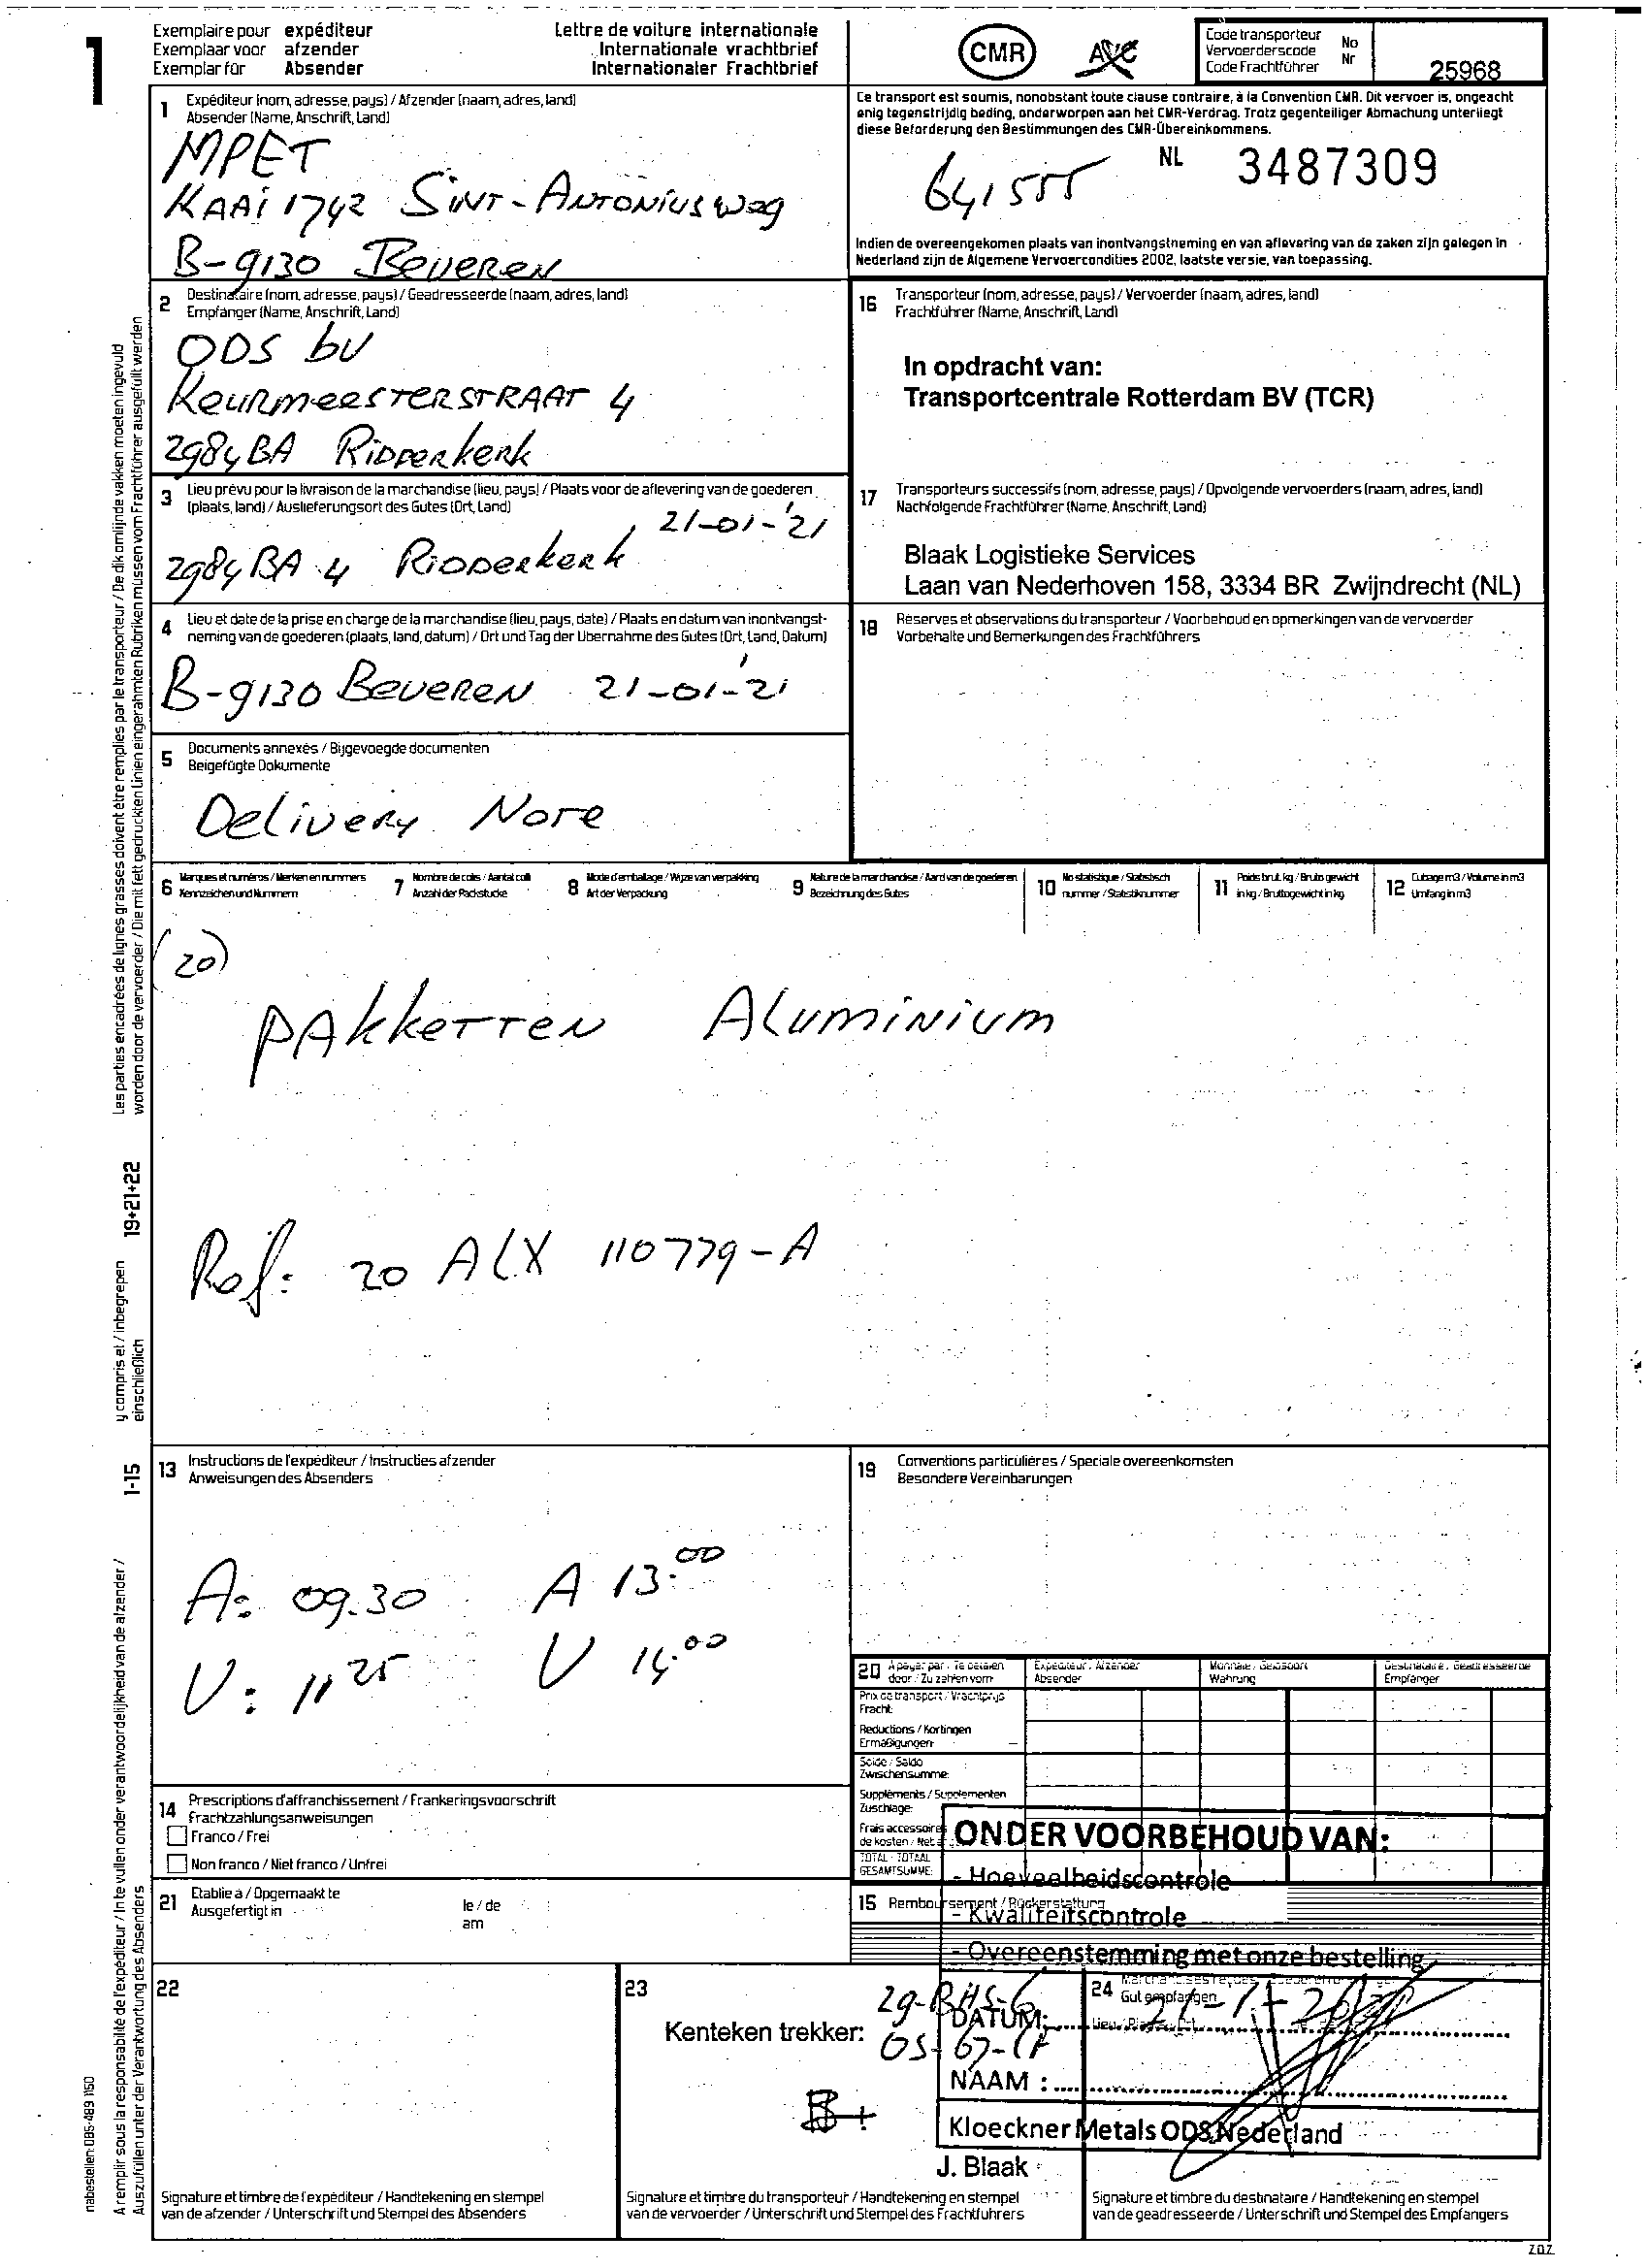 1
Exemplaire pour expéditeur
Exemplaar voor afzender
Exemplar für Absender
Lettre de voiture internationale
Internationale vrachtbrief
Internationaler Frachtbrief
CMR
AVC
Code transporteur
Vervoerderscode
Code Frachtführer
No
Nr
25968
1 Expéditeur (nom, adresse, pays) / Afzender (naam, adres, land)
Absender (Name, Anschrift, Land)
MPET
KAAi 1742 SiNT-ANTONiUSWEg
B-9130 BEVEREN
Ce transport est soumis, nonobstant toute clause contraire, à la Convention CMR. Dit vervoer is, ongeacht
enig tegenstrijdig beding, onderworpen aan het CMR-Verdrag. Trotz gegenteiliger Abmachung unterliegt
diese Beförderung den Bestimmungen des CMR-Übereinkommens.
641555
NL 3487309
Indien de overeengekomen plaats van inontvangstneming en van aflevering van de zaken zijn gelegen in
Nederland zijn de Algemene Vervoercondities 2002, laatste versie, van toepassing.
2 Destinataire (nom, adresse, pays) / Geadresseerde (naam, adres, land)
Empfänger (Name, Anschrift, Land)
ODS bv
KEURMEESTERSTRAAT 4
2984BA RiDDERkerk
16 Transporteur (nom, adresse, pays) / Vervoerder (naam, adres, land)
Frachtführer (Name, Anschrift, Land)
In opdracht van:
Transportcentrale Rotterdam BV (TCR)
3 Lieu prévu pour la livraison de la marchandise (lieu, pays) / Plaats voor de aflevering van de goederen
(plaats, land) / Auslieferungsort des Gutes (Ort, Land)
21-01-'21
2984BA 4 RiDDERkerk
17 Transporteurs successifs (nom, adresse, pays) / Opvolgende vervoerders (naam, adres, land)
Nachfolgende Frachtführer (Name, Anschrift, Land)
Blaak Logistieke Services
Laan van Nederhoven 158, 3334 BR Zwijndrecht (NL)
4 Lieu et date de la prise en charge de la marchandise (lieu, pays, date) / Plaats en datum van inontvangst-
neming van de goederen (plaats, land, datum) / Ort und Tag der Übernahme des Gutes (Ort, Land, Datum)
B-9130 BEVEREN 21-01-'21
18 Réserves et observations du transporteur / Voorbehoud en opmerkingen van de vervoerder
Vorbehalte und Bemerkungen des Frachtführers
5 Documents annexés / Bijgevoegde documenten
Beigefügte Dokumente
Delivery NOTE
6 Marques et numéros / Merken en nummers
Kennzeichen und Nummern
7 Nombre de colis / Aantal colli
Anzahl der Packstücke
8 Mode d'emballage / Wijze van verpakking
Art der Verpackung
9 Nature de la marchandise / Aard van de goederen
Bezeichnung des Gutes
10 No statistique / Statistisch
nummer / Statistiknummer
11 Poids brut, kg / Bruto gewicht
in kg / Bruttogewicht in kg
12 Cubage m3 / Volume in m3
Umfang in m3
(20)
PAkkETTEN ALUMiNiUM
Ref: 20 ALX 110779-A
13 Instructions de l'expéditeur / Instructies afzender
Anweisungen des Absenders
A: 09.30 A 13.00
V: 11 25 V 14.00
19 Conventions particulières / Speciale overeenkomsten
Besondere Vereinbarungen
20 A payer par / Te betalen
door / Zu zahlen vom
Expéditeur / Afzender
Absender
Monnaie / Geldsoort
Währung
Destinataire / Geadresseerde
Empfänger
Prix de transport / Vrachtprijs
Fracht:
Réductions / Kortingen
Ermäßigungen: –
Solde / Saldo
Zwischensumme:
Suppléments / Supplementen
Zuschläge:
Frais accessoires
de kosten
TOTAL - TOTAAL
GESAMTSUMME:
14 Prescriptions d'affranchissement / Frankeringsvoorschrift
Frachtzahlungsanweisungen
Franco / Frei
Non franco / Niet franco / Unfrei
ONDER VOORBEHOUD VAN:
- Hoeveelheidscontrole
- Kwaliteitscontrole
- Overeenstemming met onze bestelling
21 Etablie à / Opgemaakt te
Ausgefertigt in
le / de
am
15 Remboursement / Rückerstattung
22
23
Kenteken trekker:
29-BHS-6
OS-67-
24
Gut empfangen
DATUM: 21-1-
NAAM :
Kloeckner Metals ODS Nederland
J. Blaak
Signature et timbre de l'expéditeur / Handtekening en stempel
van de afzender / Unterschrift und Stempel des Absenders
Signature et timbre du transporteur / Handtekening en stempel
van de vervoerder / Unterschrift und Stempel des Frachtführers
Signature et timbre du destinataire / Handtekening en stempel
van de geadresseerde / Unterschrift und Stempel des Empfängers
Z.O.Z.
Les parties encadrées de lignes grasses doivent être remplies par le transporteur / De dik omlijnde vakken moeten ingevuld
worden door de vervoerder / Die mit fett gedruckten Linien eingerahmten Rubriken müssen vom Frachtführer ausgefüllt werden
19+21+22
y compris et / inbegrepen
einschließlich
1-15
A remplir sous la responsabilité de l'expéditeur / In te vullen onder verantwoordelijkheid van de afzender /
Auszufüllen unter der Verantwortung des Absenders
nabestellen: 085-489 1150